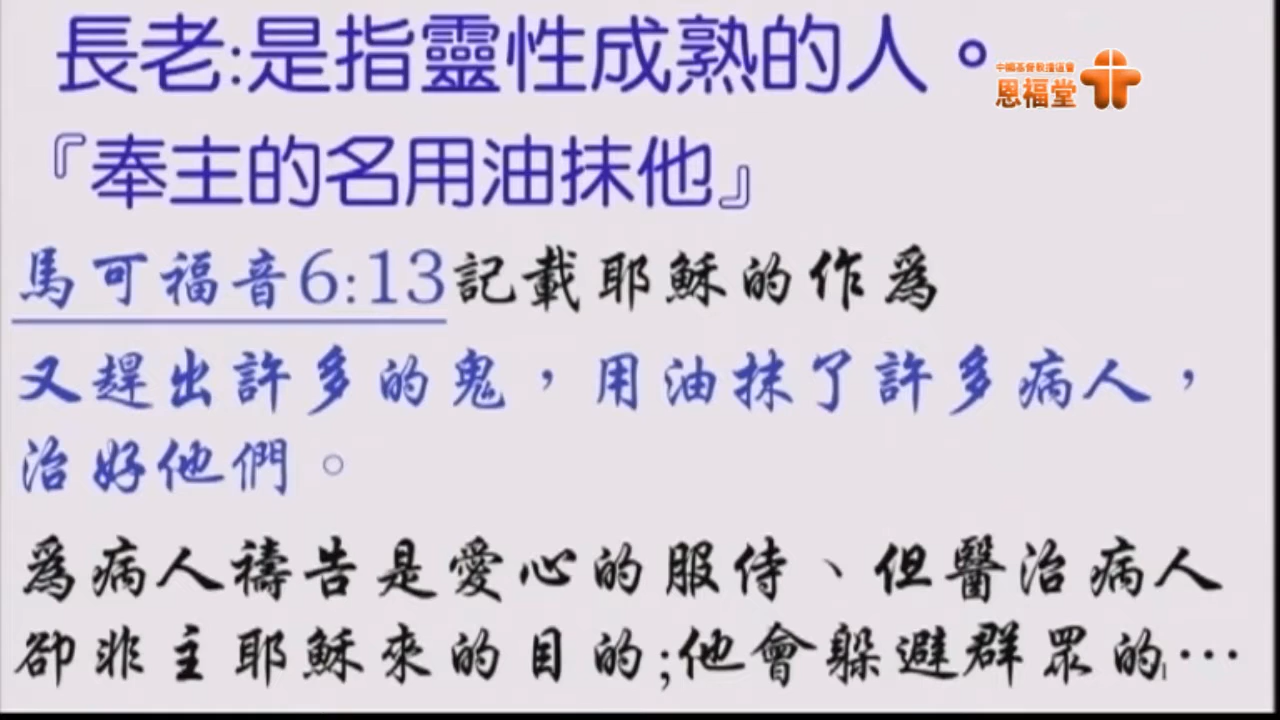 長老:是指靈性成熟的人。
中國基督教播道會
恩福堂
『奉主的名用油抹他』
馬可福音6:13記載耶穌的作為
又趕出許多的鬼，用油抹了許多病人，
治好他們。
為病人禱告是愛心的服侍、但醫治病人
卻非主耶穌來的目的;他會躲避群眾的…